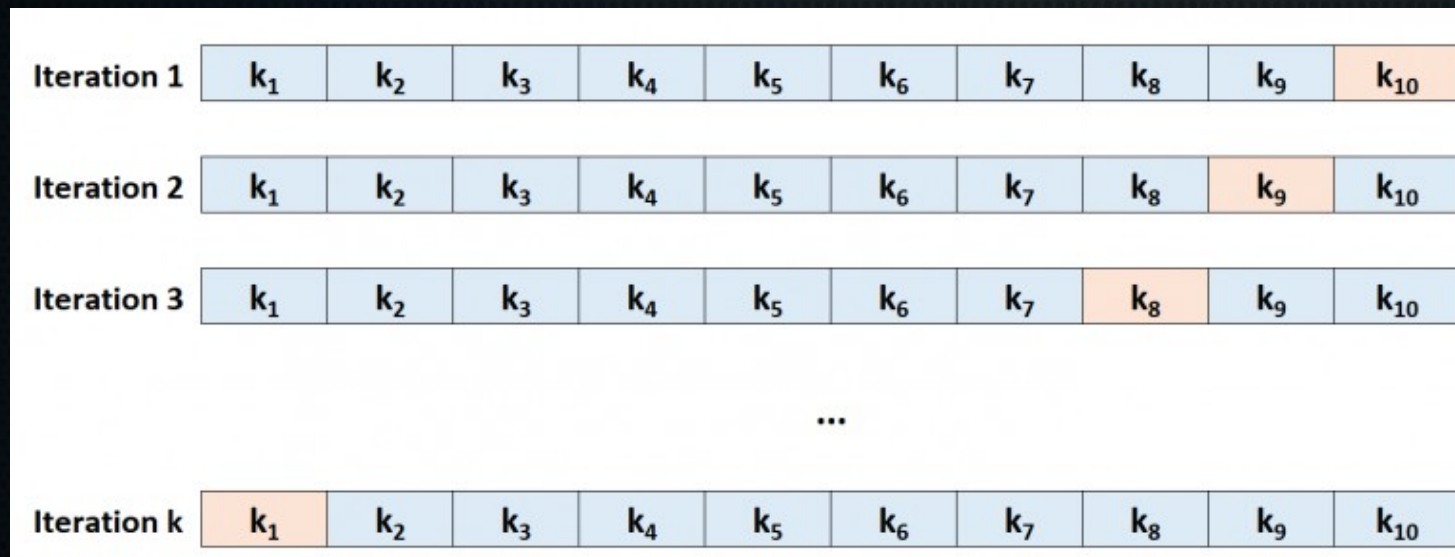 Iteration 1 k₁ k₂ k₃ k₄ k₅ k₆ k₇ k₈ k₉ k₁₀
Iteration 2 k₁ k₂ k₃ k₄ k₅ k₆ k₇ k₈ k₉ k₁₀
Iteration 3 k₁ k₂ k₃ k₄ k₅ k₆ k₇ k₈ k₉ k₁₀
...
Iteration k k₁ k₂ k₃ k₄ k₅ k₆ k₇ k₈ k₉ k₁₀